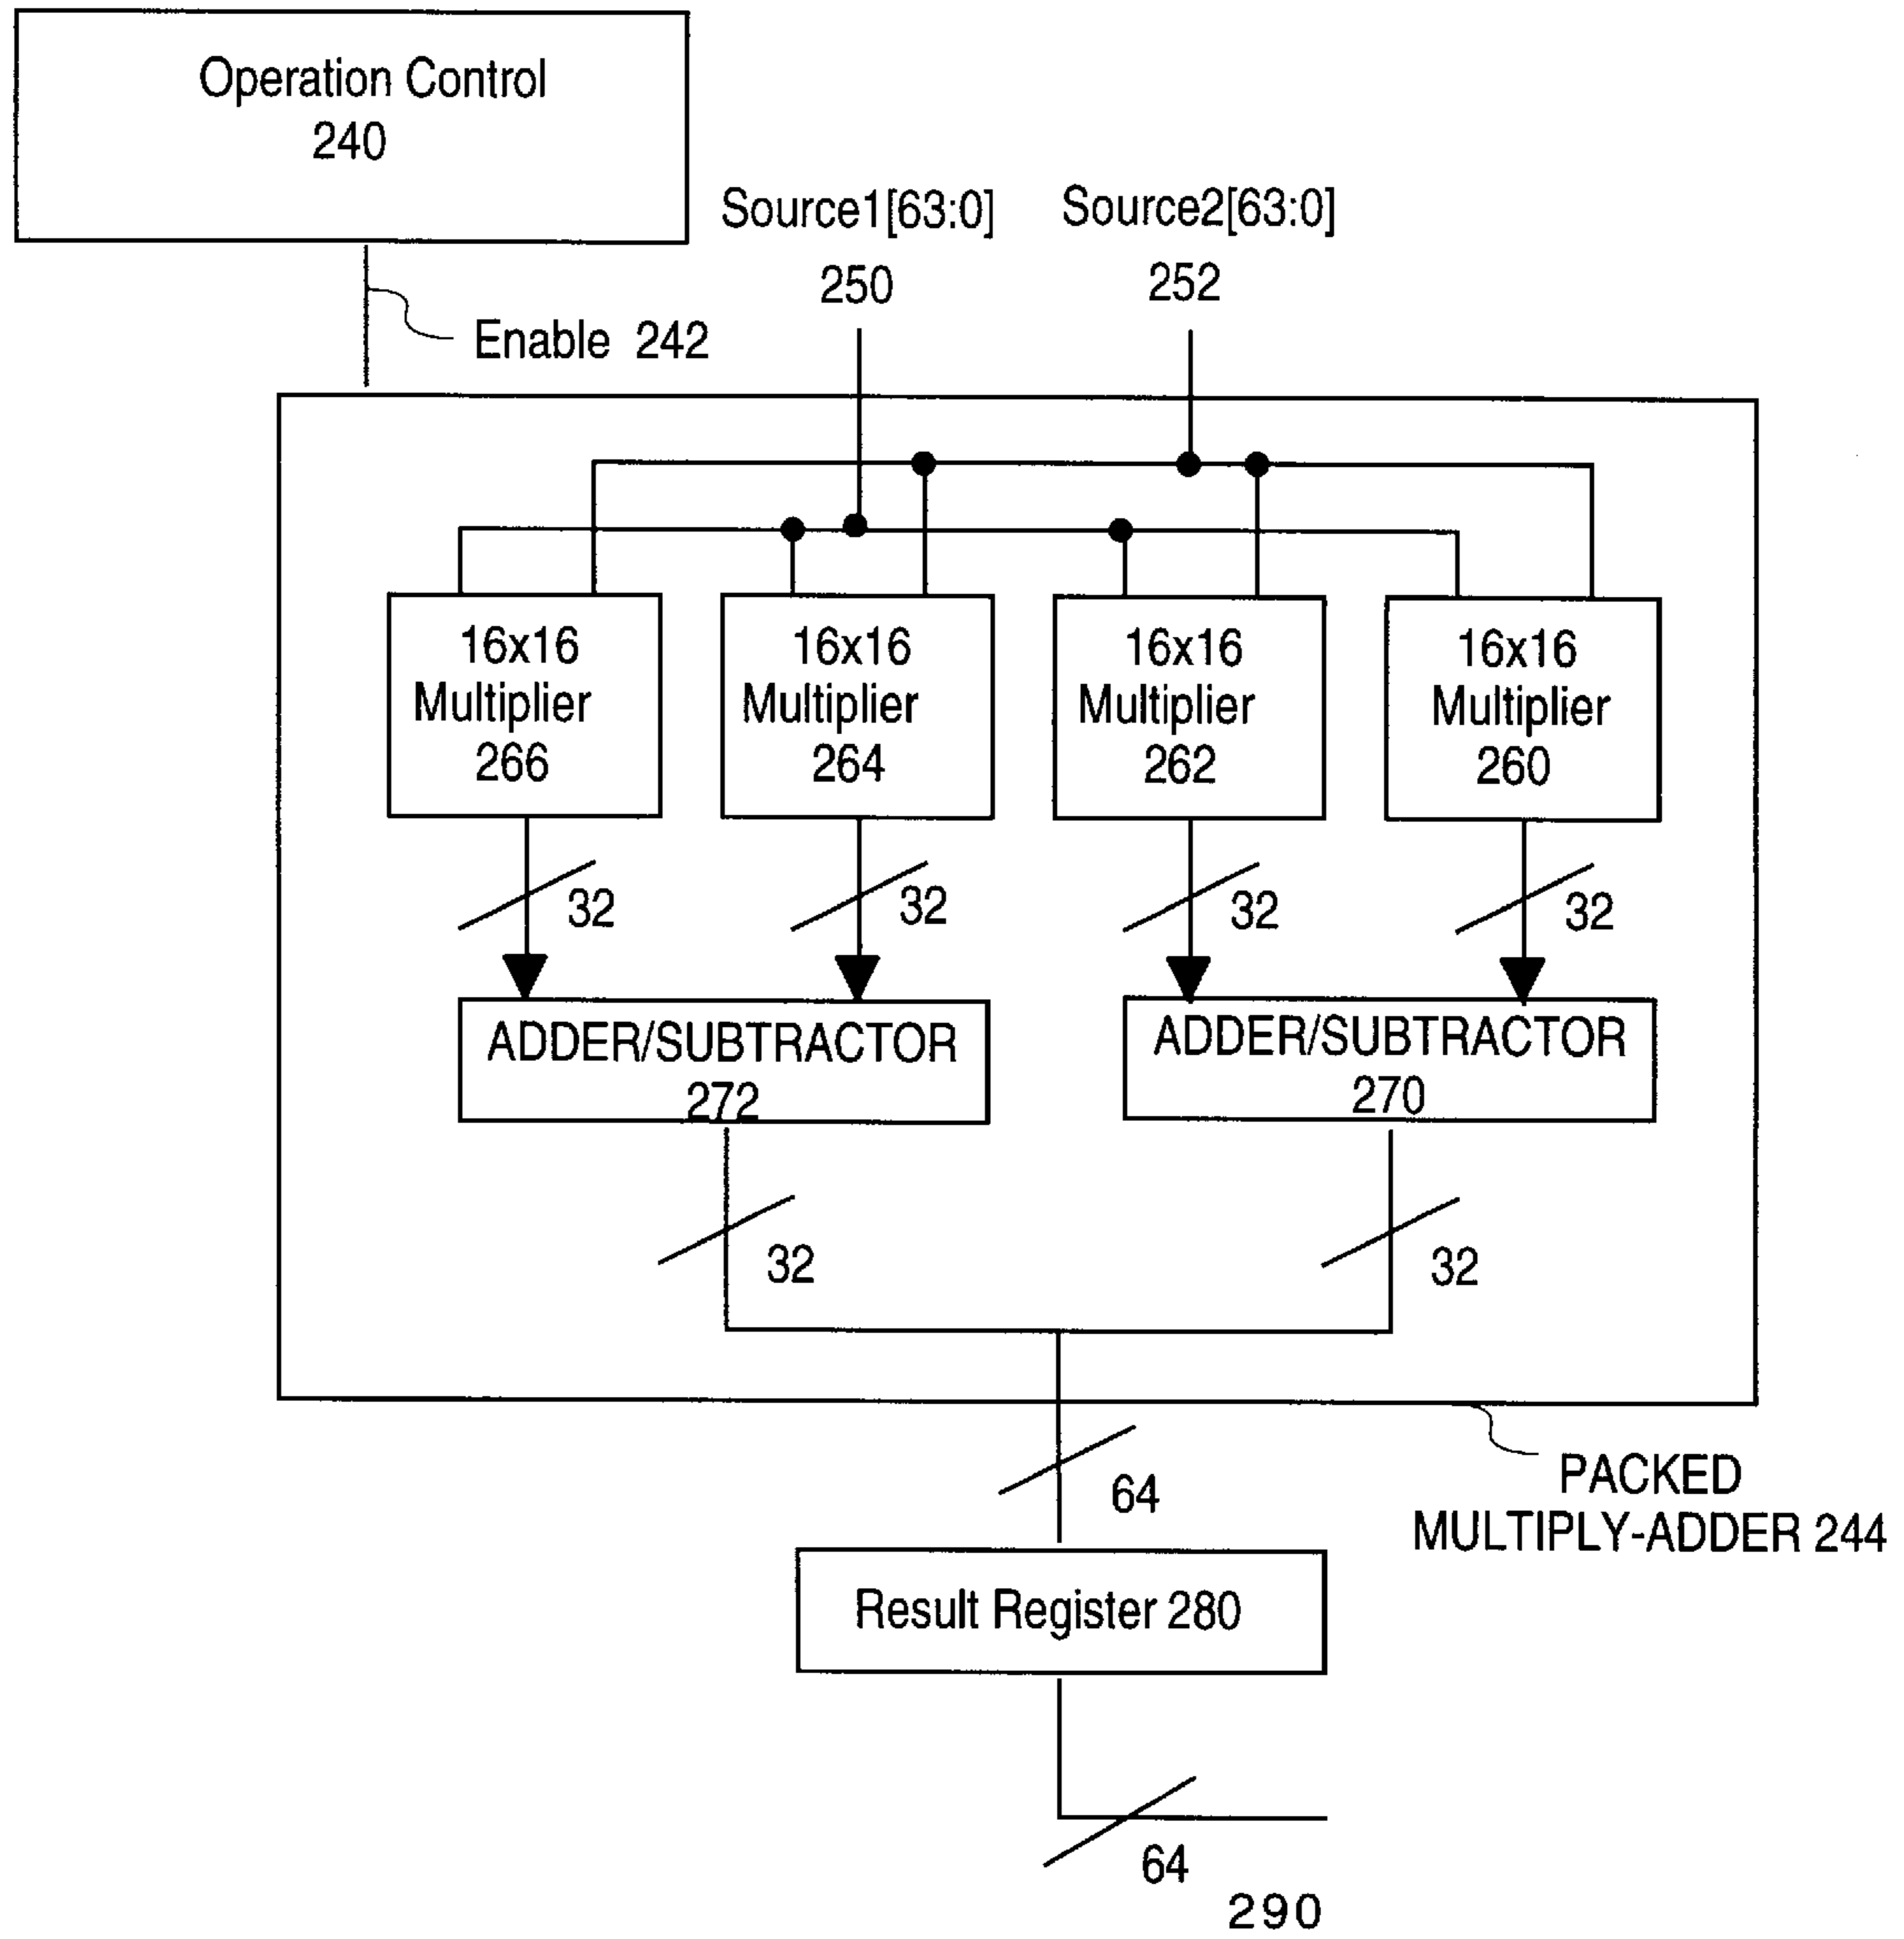 Operation Control
240
Source1[63:0]
250
Source2[63:0]
252
Enable 242
16x16
Multiplier
266
16x16
Multiplier
264
16x16
Multiplier
262
16x16
Multiplier
260
32
32
32
32
ADDER/SUBTRACTOR
272
ADDER/SUBTRACTOR
270
32
32
64
PACKED
MULTIPLY-ADDER 244
Result Register 280
64
290